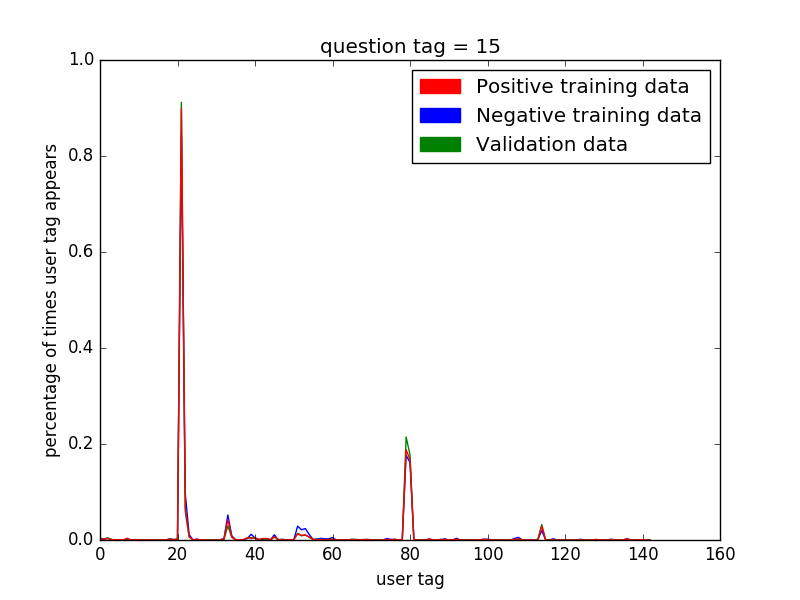 question tag = 15
1.0
0.8
0.6
0.4
0.2
0.0
percentage of times user tag appears
Positive training data
Negative training data
Validation data
0 20 40 60 80 100 120 140 160
user tag